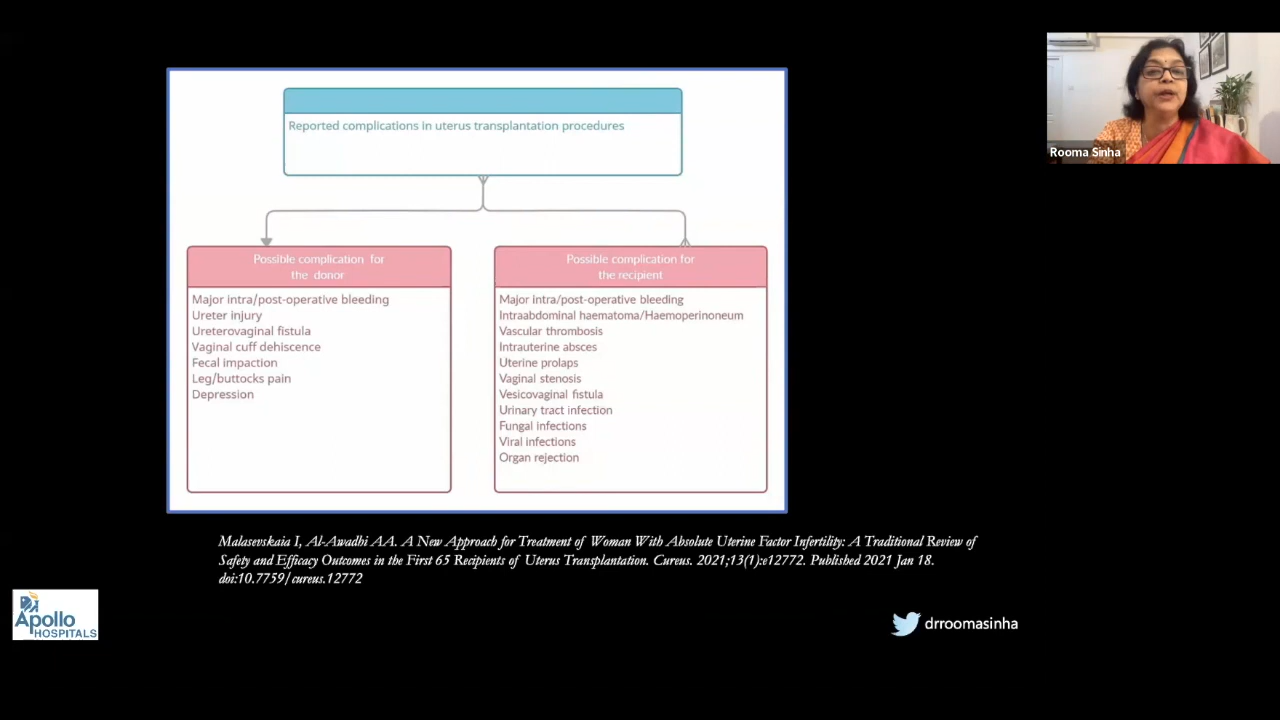 Reported complications in uterus transplantation procedures
Possible complication for
the donor
Major intra/post-operative bleeding
Ureter injury
Ureterovaginal fistula
Vaginal cuff dehiscence
Fecal impaction
Leg/buttocks pain
Depression
Possible complication for
the recipient
Major intra/post-operative bleeding
Intraabdominal haematoma/Haemoperinoneum
Vascular thrombosis
Intrauterine absces
Uterine prolaps
Vaginal stenosis
Vesicovaginal fistula
Urinary tract infection
Fungal infections
Viral infections
Organ rejection
Malasevskaia I, Al-Awadhi AA. A New Approach for Treatment of Woman With Absolute Uterine Factor Infertility: A Traditional Review of
Safety and Efficacy Outcomes in the First 65 Recipients of Uterus Transplantation. Cureus. 2021;13(1):e12772. Published 2021 Jan 18.
doi:10.7759/cureus.12772
Apollo
HOSPITALS
drroomasinha
Rooma Sinha